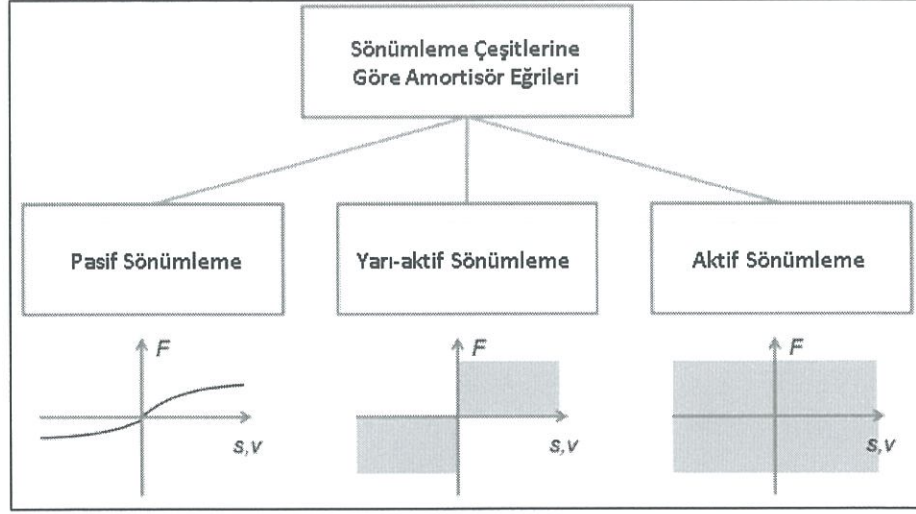 Sönümleme Çeşitlerine
Göre Amortisör Eğrileri
Pasif Sönümleme
Yarı-aktif Sönümleme
Aktif Sönümleme
F
s,v
F
s,v
F
s,v